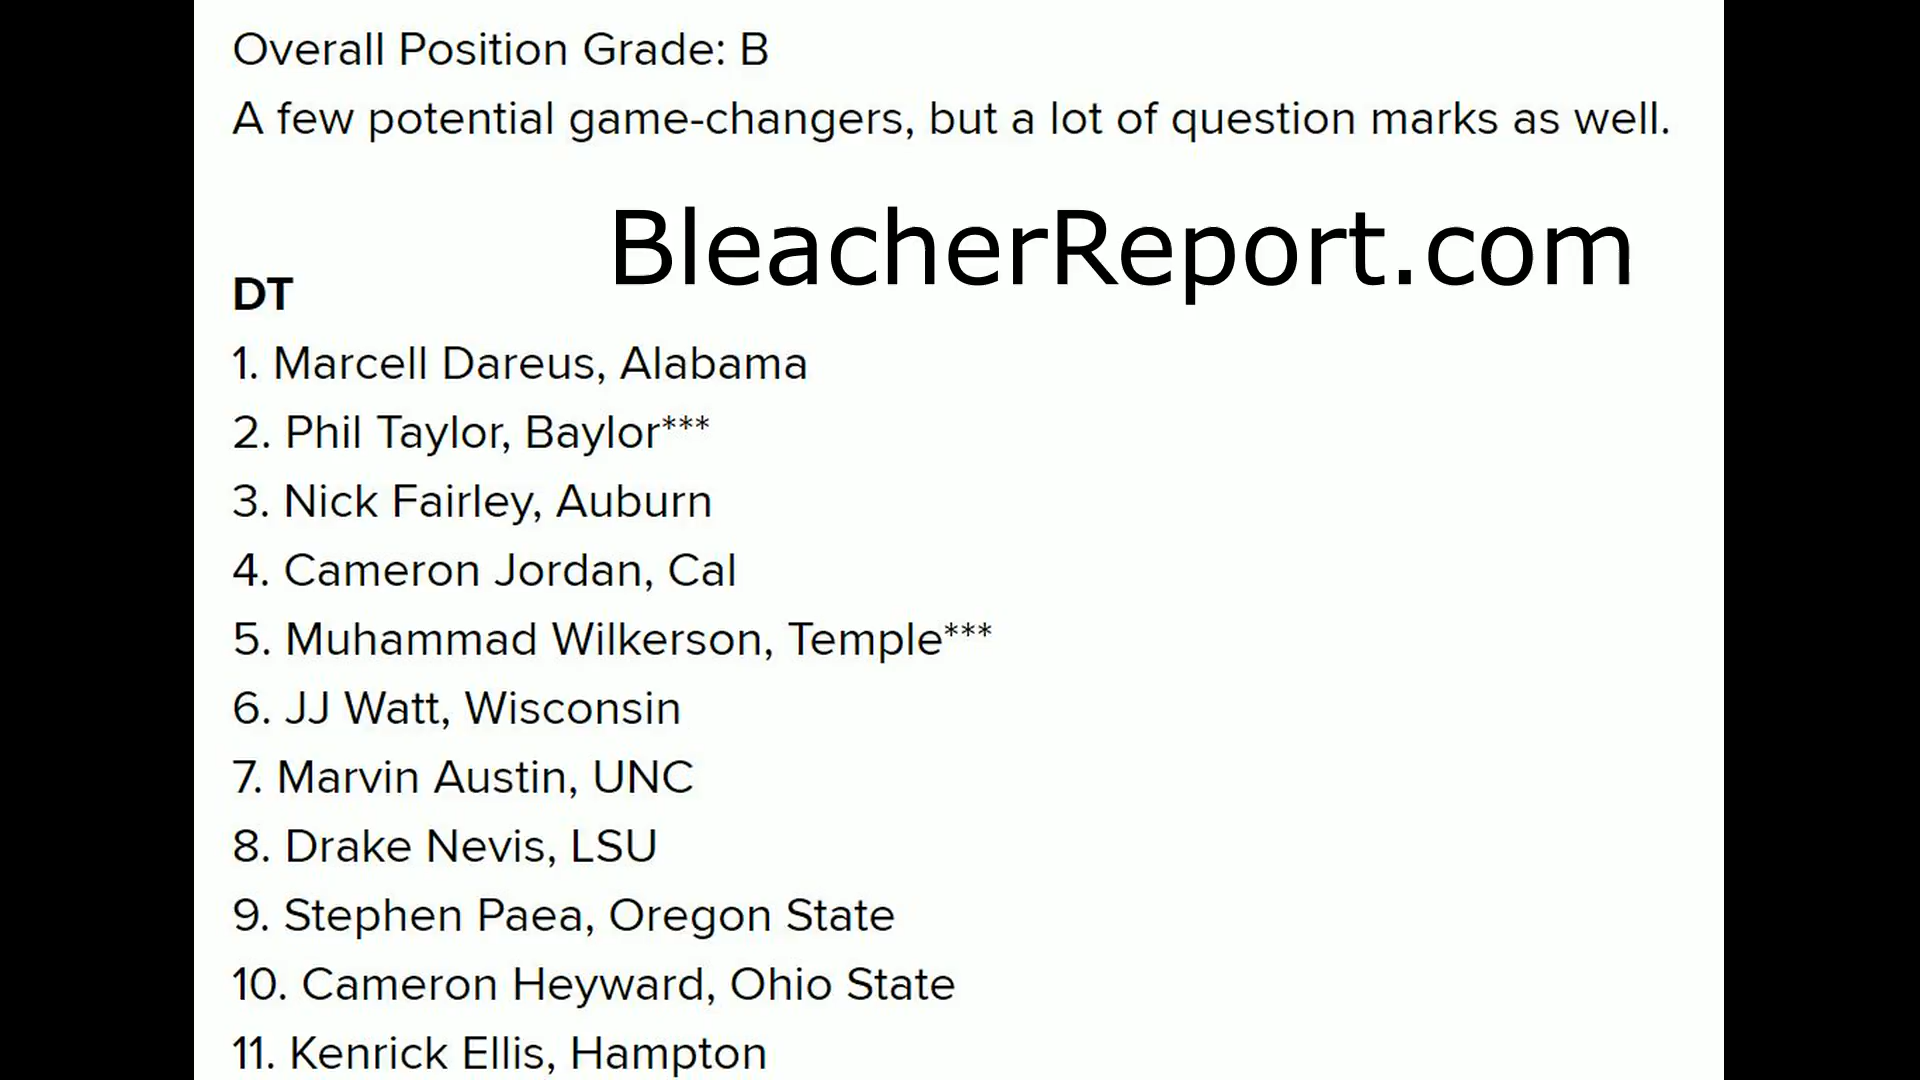 Overall Position Grade: B
A few potential game-changers, but a lot of question marks as well.
BleacherReport.com
DT
1. Marcell Dareus, Alabama
2. Phil Taylor, Baylor***
3. Nick Fairley, Auburn
4. Cameron Jordan, Cal
5. Muhammad Wilkerson, Temple***
6. JJ Watt, Wisconsin
7. Marvin Austin, UNC
8. Drake Nevis, LSU
9. Stephen Paea, Oregon State
10. Cameron Heyward, Ohio State
11. Kenrick Ellis, Hampton